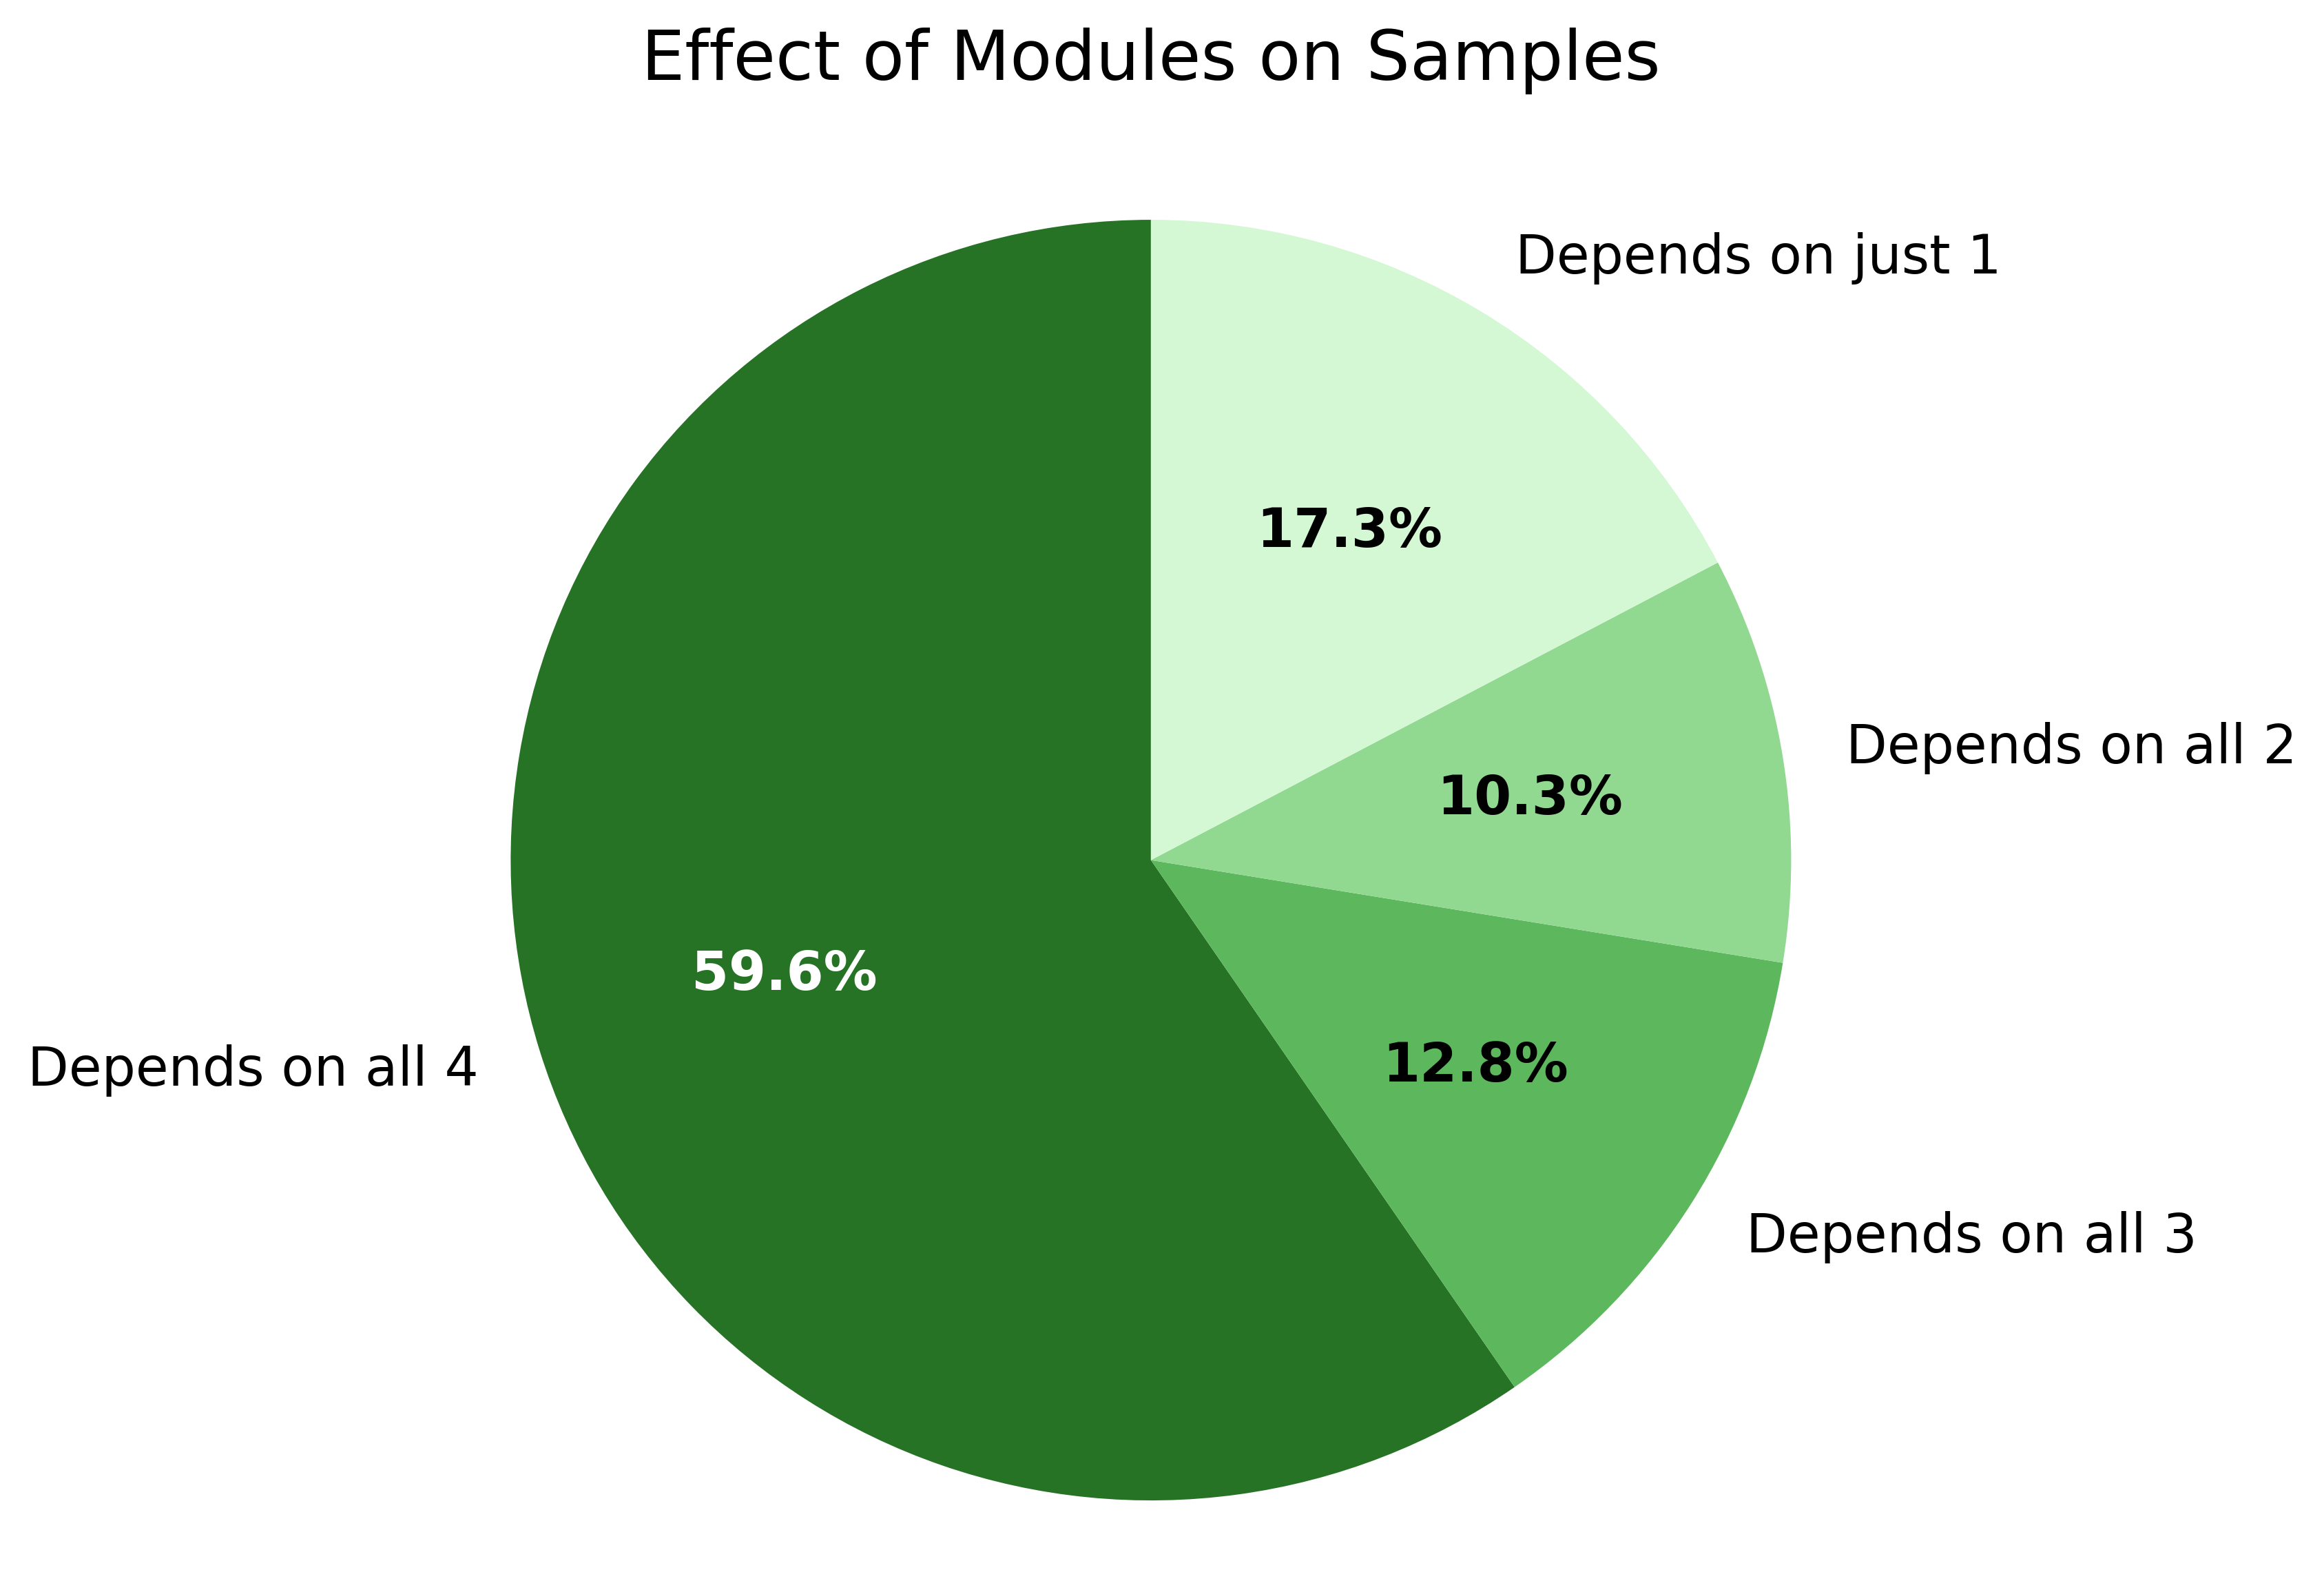 Effect of Modules on Samples
Depends on just 1
17.3%
Depends on all 2
10.3%
59.6%
12.8%
Depends on all 4
Depends on all 3